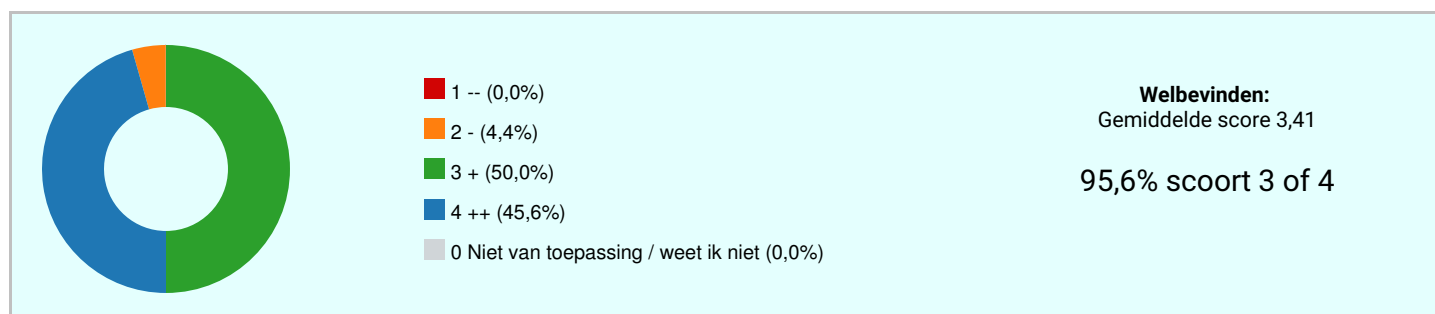 1 -- (0,0%)
2 - (4,4%)
3 + (50,0%)
4 ++ (45,6%)
0 Niet van toepassing / weet ik niet (0,0%)
Welbevinden:
Gemiddelde score 3,41
95,6% scoort 3 of 4